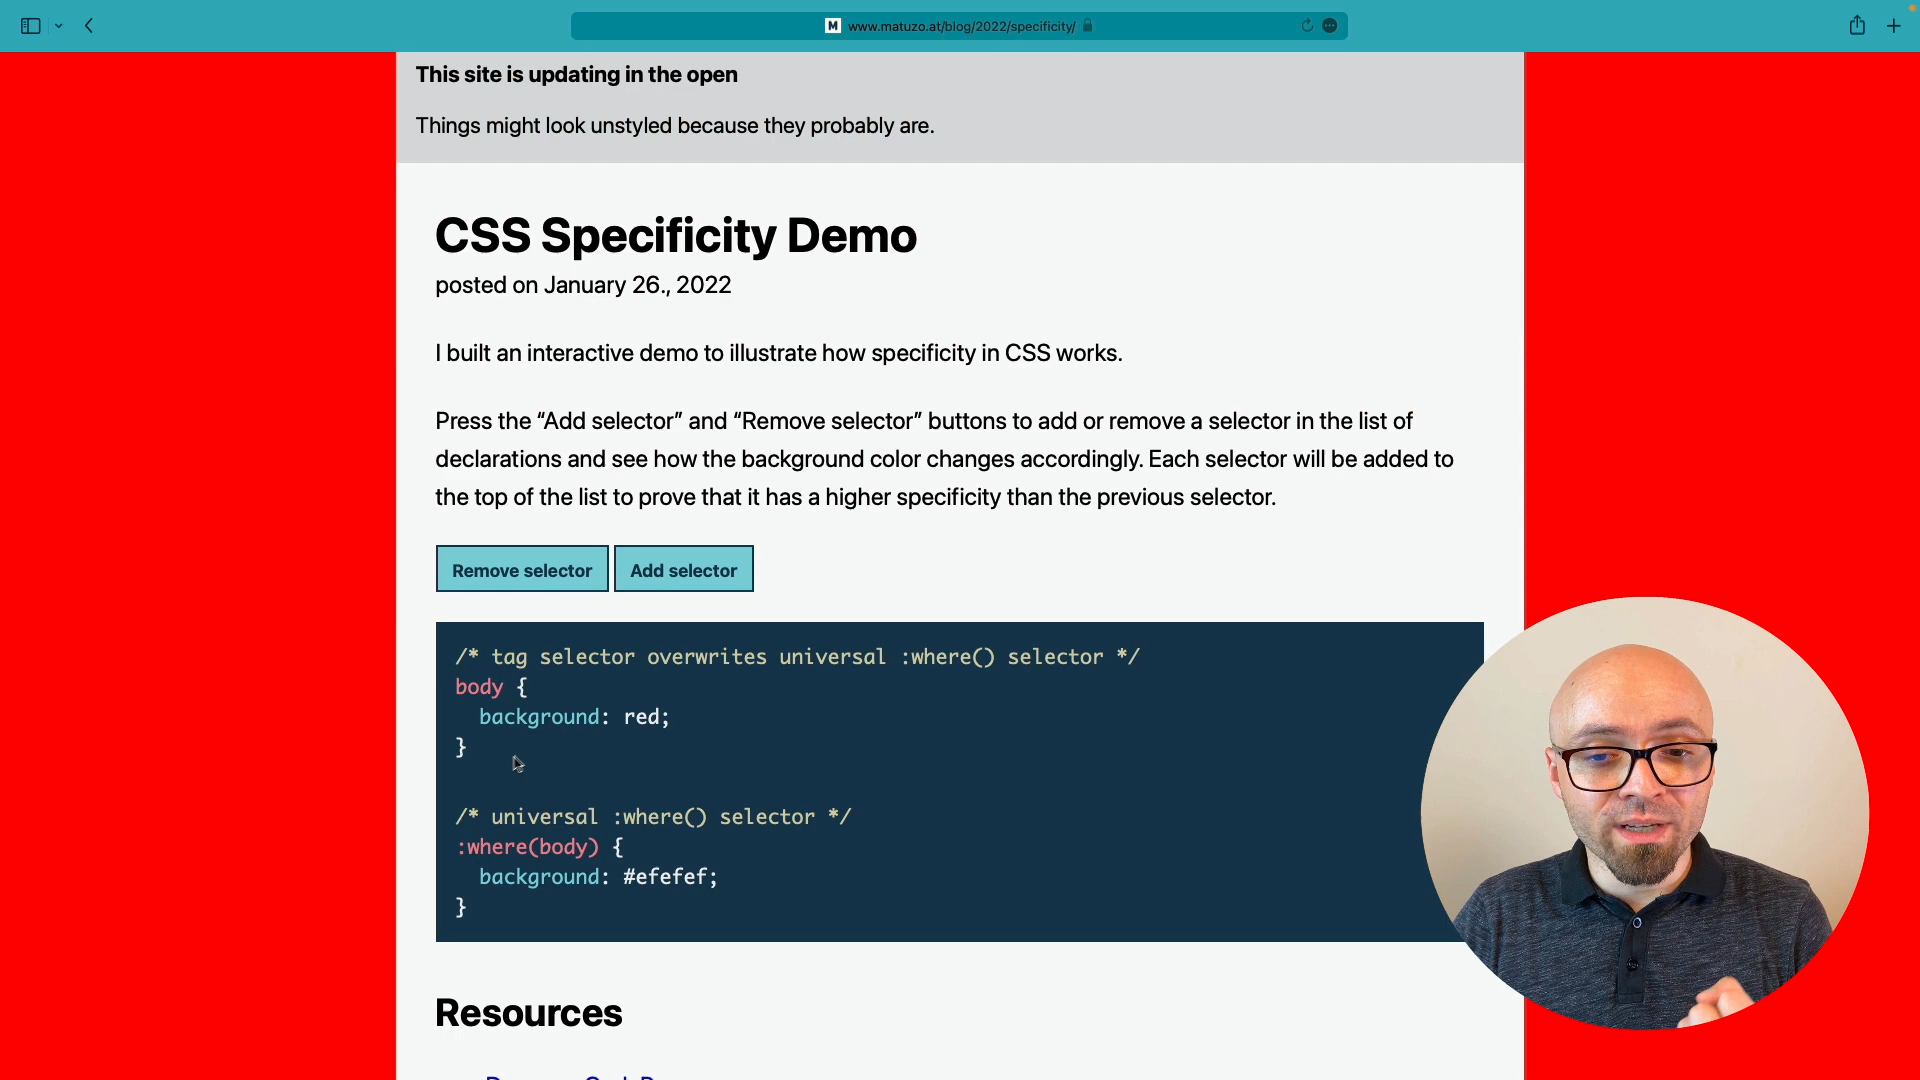 M www.matuzo.at/blog/2022/specificity/
This site is updating in the open
Things might look unstyled because they probably are.
CSS Specificity Demo
posted on January 26., 2022
I built an interactive demo to illustrate how specificity in CSS works.
Press the “Add selector” and “Remove selector” buttons to add or remove a selector in the list of
declarations and see how the background color changes accordingly. Each selector will be added to
the top of the list to prove that it has a higher specificity than the previous selector.
Remove selector Add selector
/* tag selector overwrites universal :where() selector */
body {
  background: red;
}
/* universal :where() selector */
:where(body) {
  background: #efefef;
}
Resources